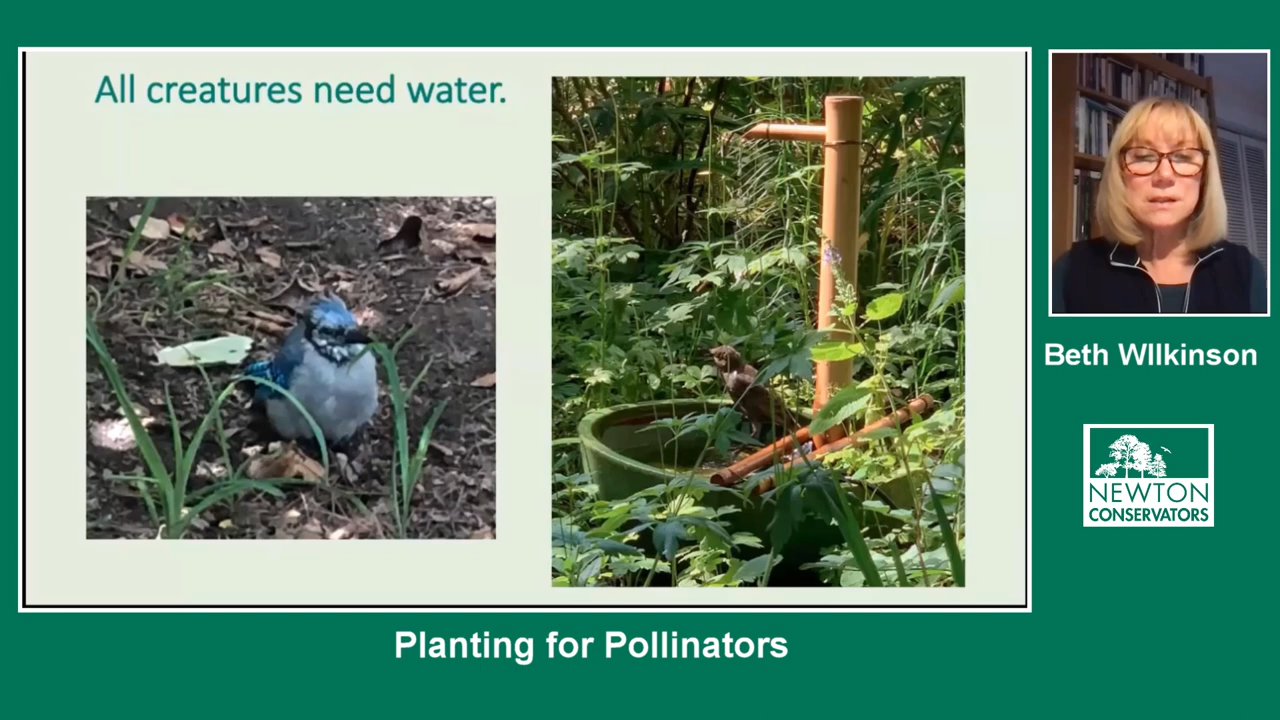 All creatures need water.
Beth WIlkinson
NEWTON
CONSERVATORS
Planting for Pollinators